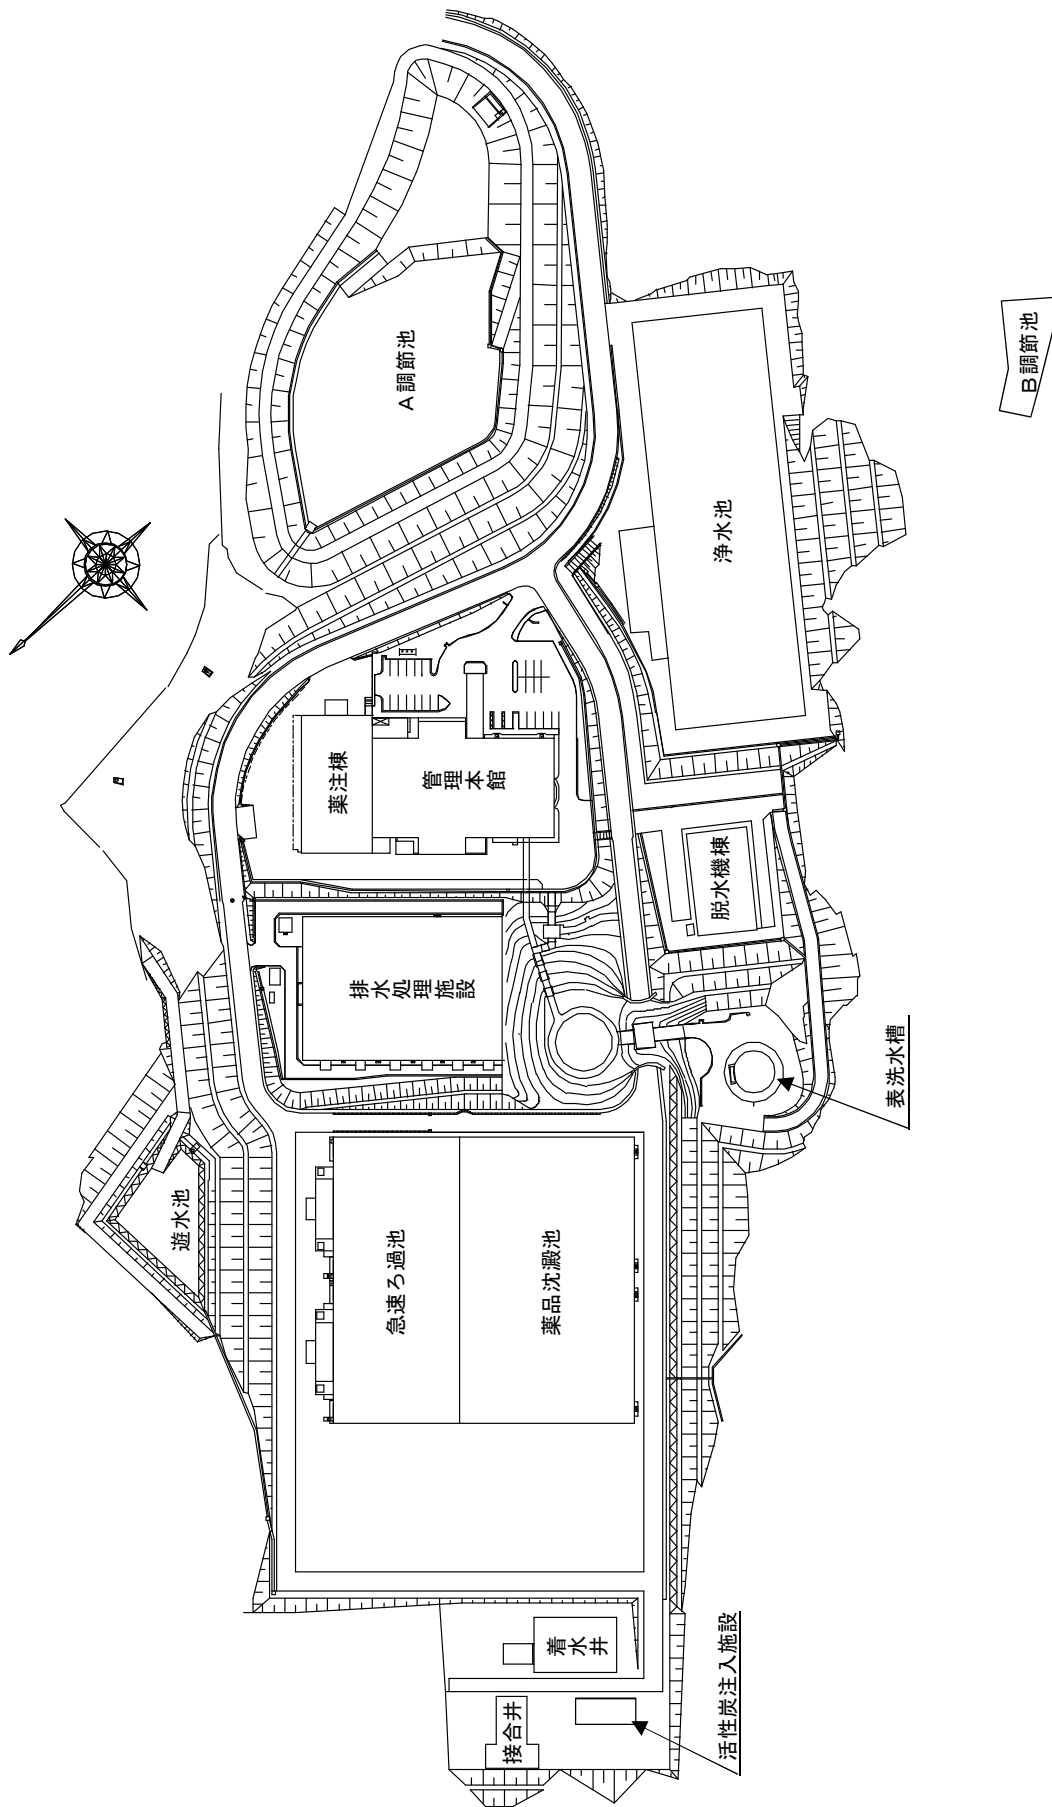 A調節池
B調節池
浄水池
薬注棟
管理本館
脱水機棟
排水処理施設
表洗水槽
遊水池
急速ろ過池
薬品沈澱池
着水井
接合井
活性炭注入施設